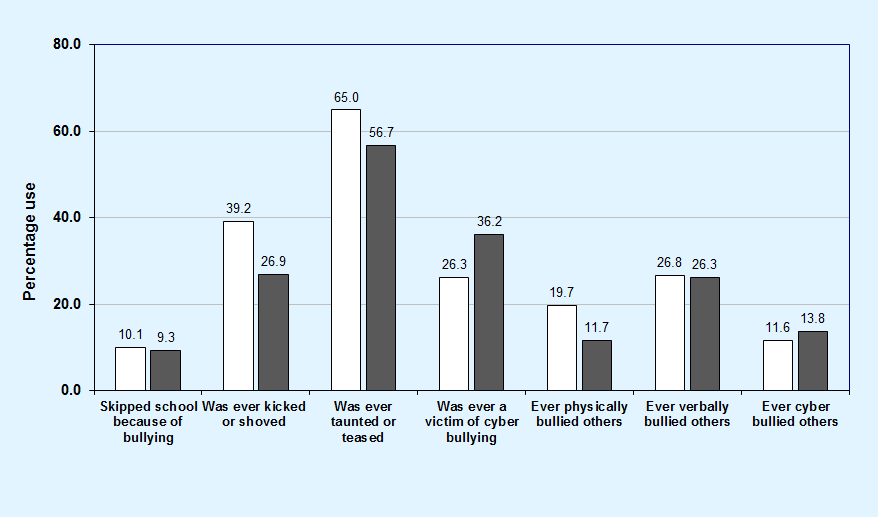 80.0
60.0
40.0
20.0
0.0
Percentage use
10.1
9.3
39.2
26.9
65.0
56.7
26.3
36.2
19.7
11.7
26.8
26.3
11.6
13.8
Skipped school
because of
bullying
Was ever kicked
or shoved
Was ever
taunted or
teased
Was ever a
victim of cyber
bullying
Ever physically
bullied others
Ever verbally
bullied others
Ever cyber
bullied others